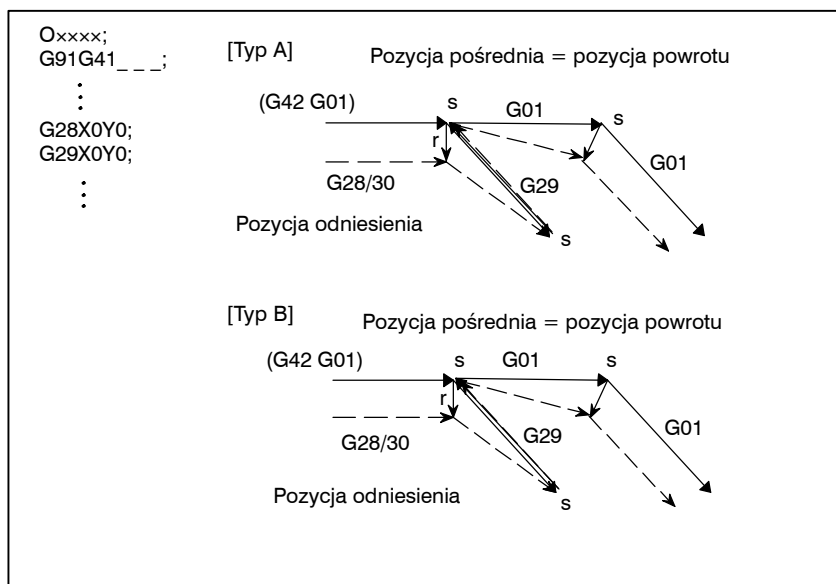 O××××;
G91G41_ _ _;
G28X0Y0;
G29X0Y0;
[Typ A]
Pozycja pośrednia = pozycja powrotu
(G42 G01)
s
G01
s
r
G01
G28/30
G29
Pozycja odniesienia
s
[Typ B]
Pozycja pośrednia = pozycja powrotu
(G42 G01)
s
G01
s
r
G01
G28/30
G29
Pozycja odniesienia
s